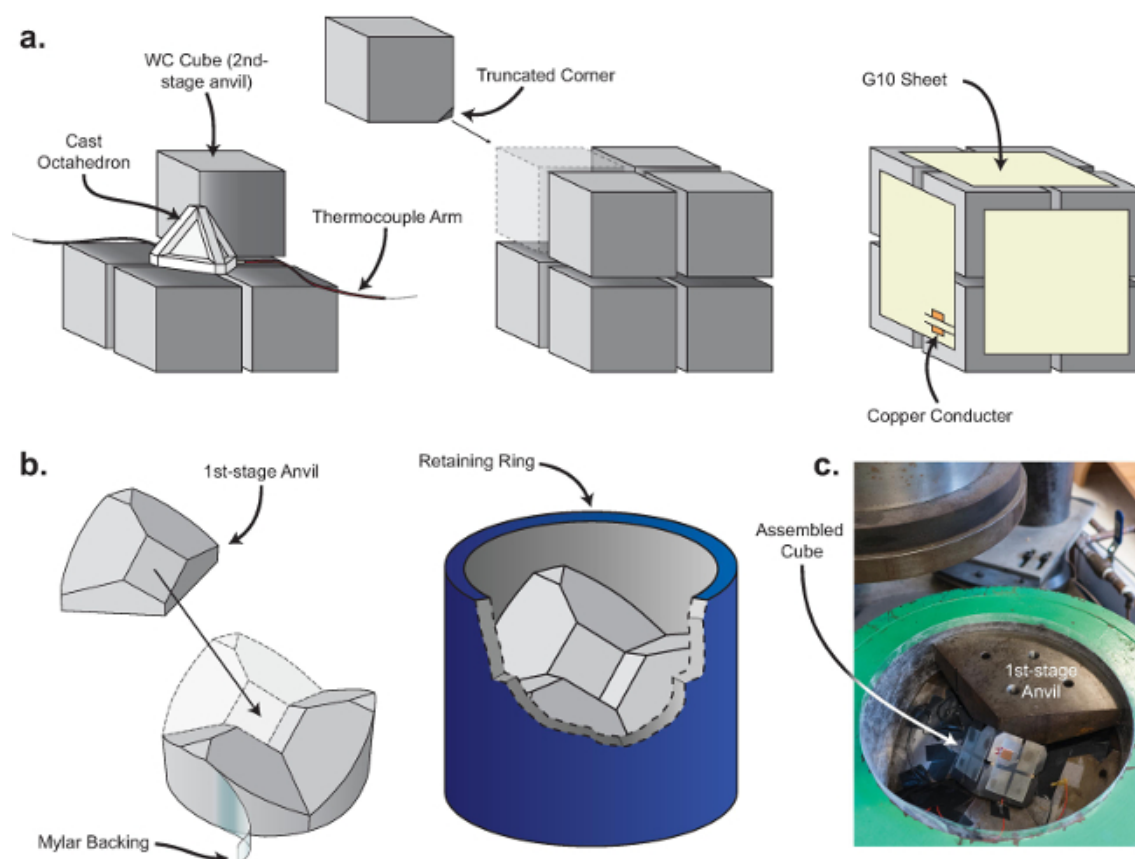 a.
WC Cube (2nd-
stage anvil)
Truncated Corner
G10 Sheet
Cast
Octahedron
Thermocouple Arm
Copper Conducter
b.
1st-stage Anvil
Retaining Ring
c.
Assembled
Cube
1st-stage
Anvil
Mylar Backing